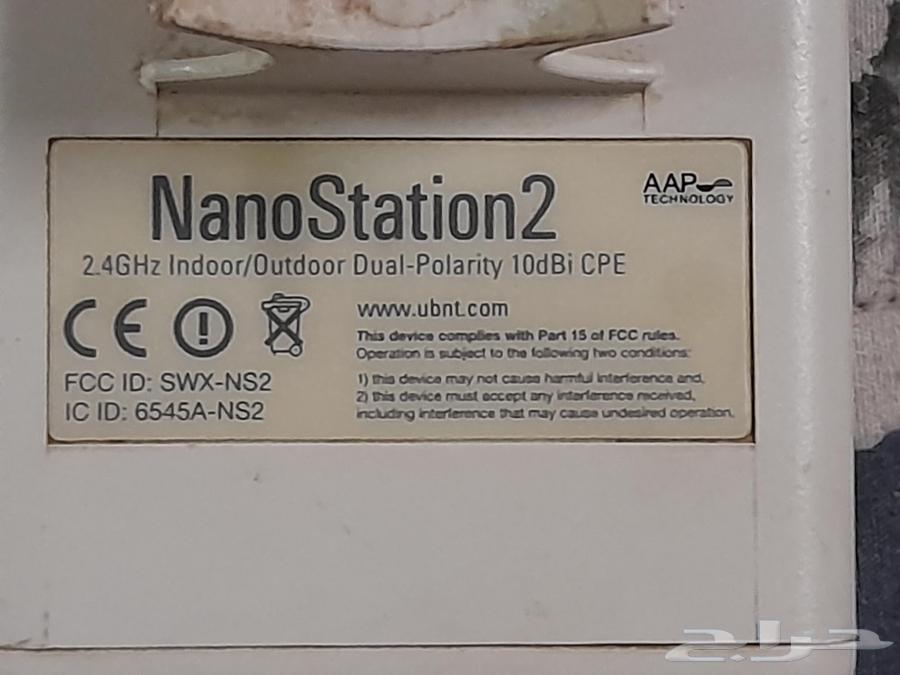 NanoStation2
AAP
TECHNOLOGY
2.4GHz Indoor/Outdoor Dual-Polarity 10dBi CPE
CE
www.ubnt.com
This device complies with Part 15 of FCC rules.
Operation is subject to the following two conditions:
1) this device may not cause harmful interference and,
2) this device must accept any interference received,
including interference that may cause undesired operation.
FCC ID: SWX-NS2
IC ID: 6545A-NS2
حراج